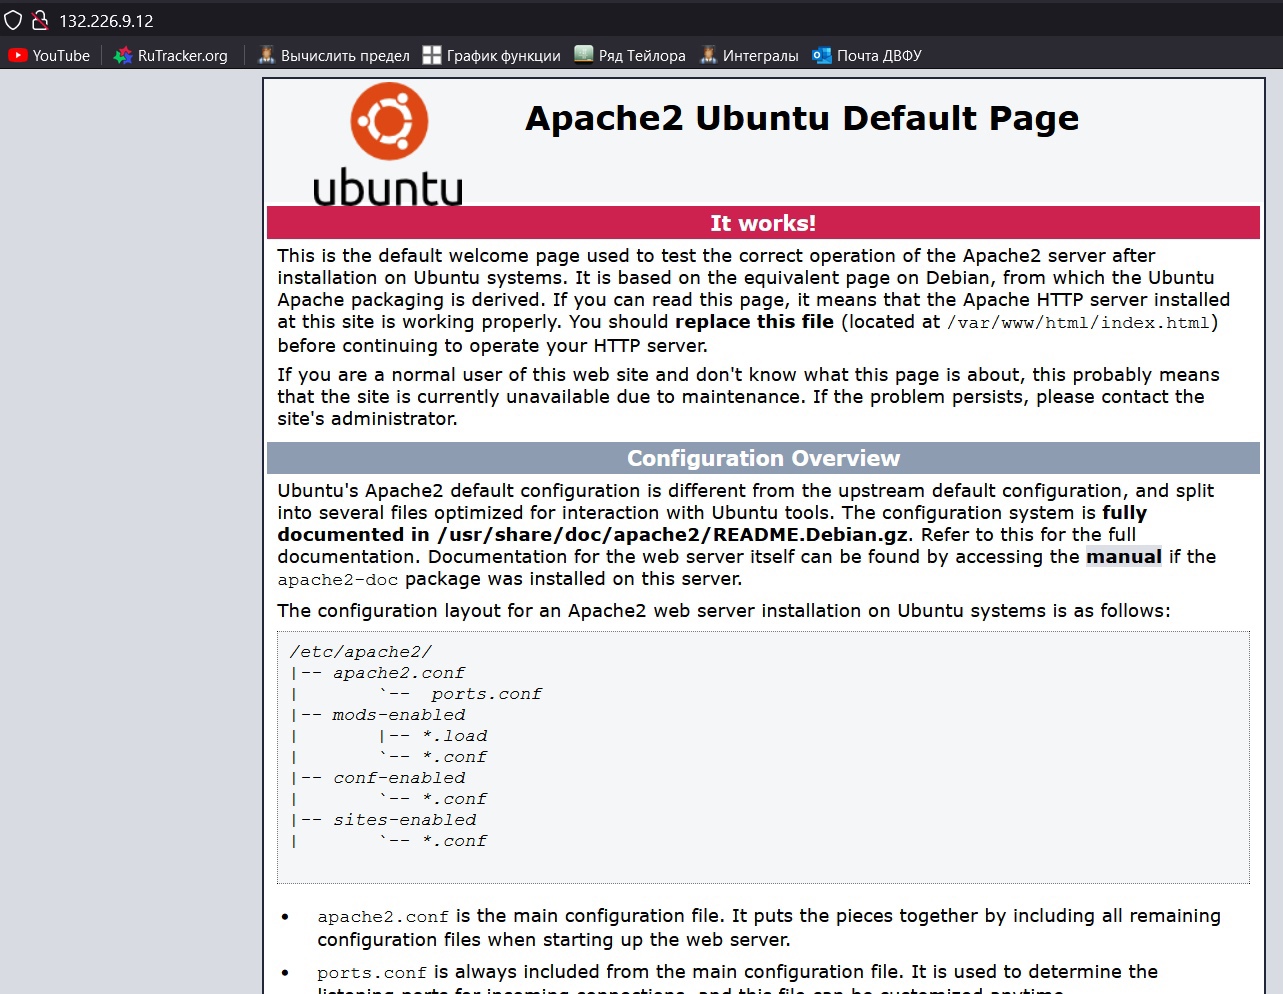 132.226.9.12
YouTube RuTracker.org Вычислить предел График функции Ряд Тейлора Интегралы Почта ДВФУ
ubuntu
Apache2 Ubuntu Default Page
It works!
This is the default welcome page used to test the correct operation of the Apache2 server after
installation on Ubuntu systems. It is based on the equivalent page on Debian, from which the Ubuntu
Apache packaging is derived. If you can read this page, it means that the Apache HTTP server installed
at this site is working properly. You should replace this file (located at /var/www/html/index.html)
before continuing to operate your HTTP server.
If you are a normal user of this web site and don't know what this page is about, this probably means
that the site is currently unavailable due to maintenance. If the problem persists, please contact the
site's administrator.
Configuration Overview
Ubuntu's Apache2 default configuration is different from the upstream default configuration, and split
into several files optimized for interaction with Ubuntu tools. The configuration system is fully
documented in /usr/share/doc/apache2/README.Debian.gz. Refer to this for the full
documentation. Documentation for the web server itself can be found by accessing the manual if the
apache2-doc package was installed on this server.
The configuration layout for an Apache2 web server installation on Ubuntu systems is as follows:
/etc/apache2/
|-- apache2.conf
|       `--  ports.conf
|-- mods-enabled
|       |-- *.load
|       `-- *.conf
|-- conf-enabled
|       `-- *.conf
|-- sites-enabled
|       `-- *.conf
• apache2.conf is the main configuration file. It puts the pieces together by including all remaining
configuration files when starting up the web server.
• ports.conf is always included from the main configuration file. It is used to determine the
listening ports for incoming connections, and this file can be customized anytime.